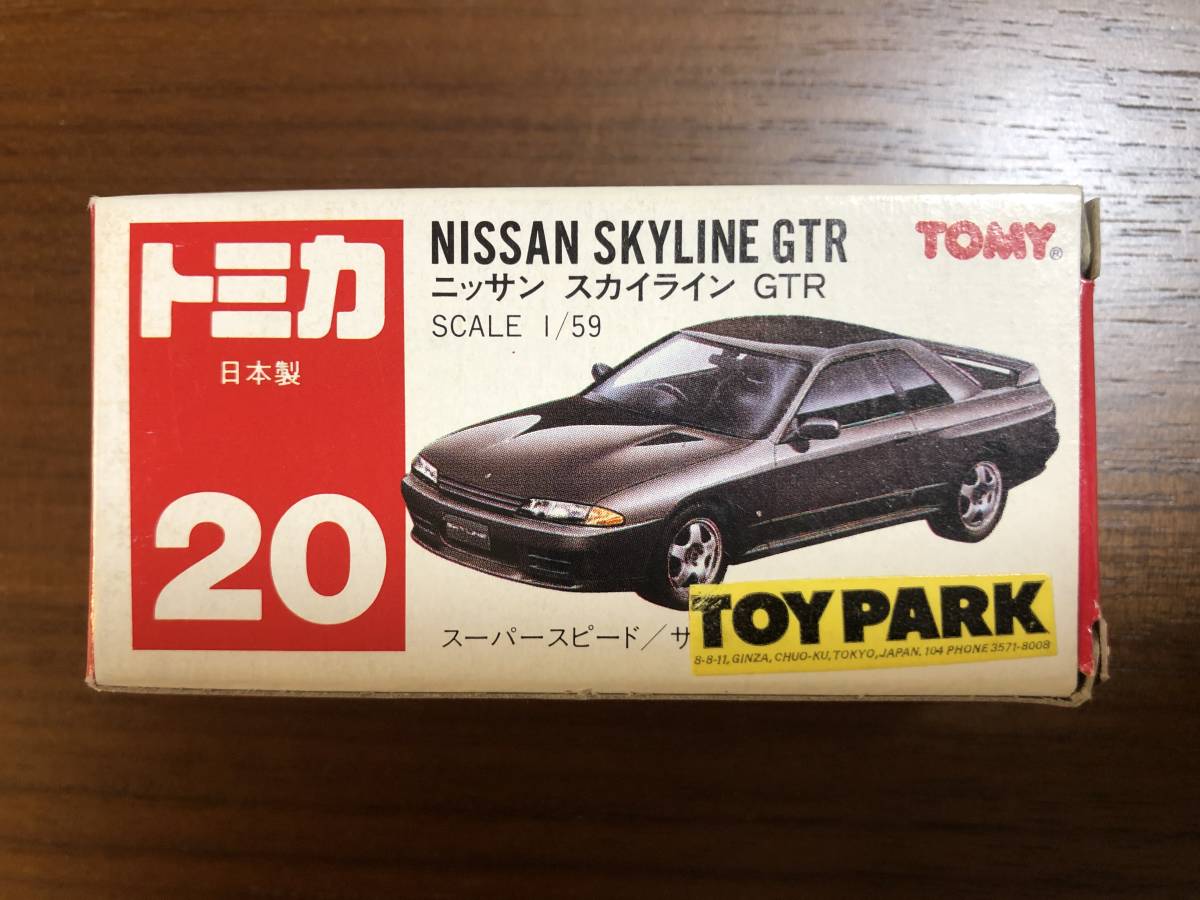 トミカ
日本製
20
NISSAN SKYLINE GTR
ニッサン スカイライン GTR
SCALE 1/59
TOMY®
スーパースピード/サ
TOY PARK
8-8-11, GINZA, CHUO-KU, TOKYO, JAPAN. 104 PHONE 3571-8008